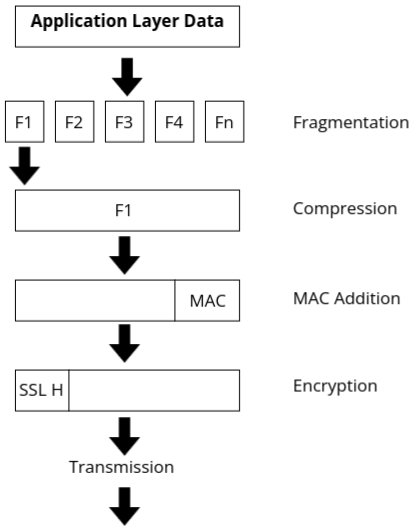 Application Layer Data
F1 F2 F3 F4 Fn Fragmentation
F1 Compression
MAC MAC Addition
SSL H Encryption
Transmission